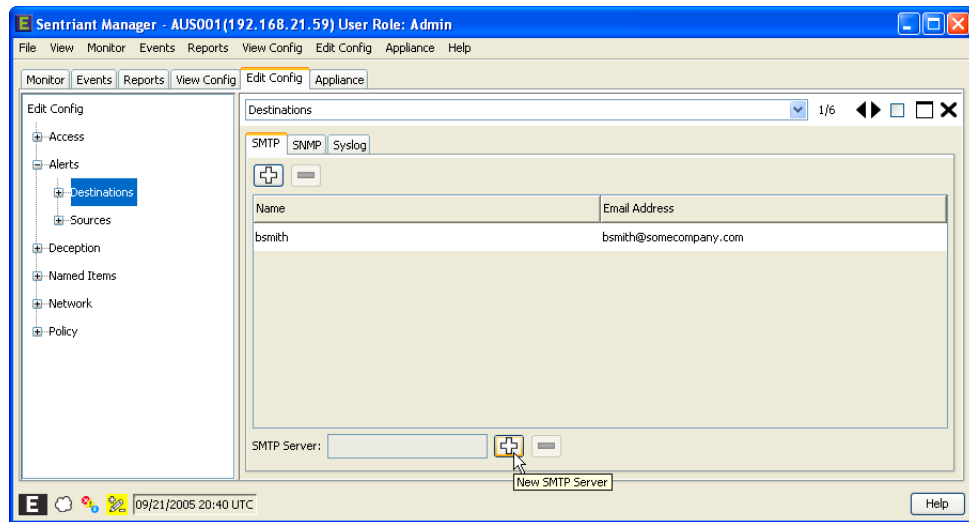 E Sentriant Manager - AUS001(192.168.21.59) User Role: Admin
File View Monitor Events Reports View Config Edit Config Appliance Help
Monitor Events Reports View Config Edit Config Appliance
Edit Config
Access
Alerts
Destinations
Sources
Deception
Named Items
Network
Policy
Destinations 1/6
SMTP SNMP Syslog
Name Email Address
bsmith bsmith@somecompany.com
SMTP Server:
New SMTP Server
E 09/21/2005 20:40 UTC Help